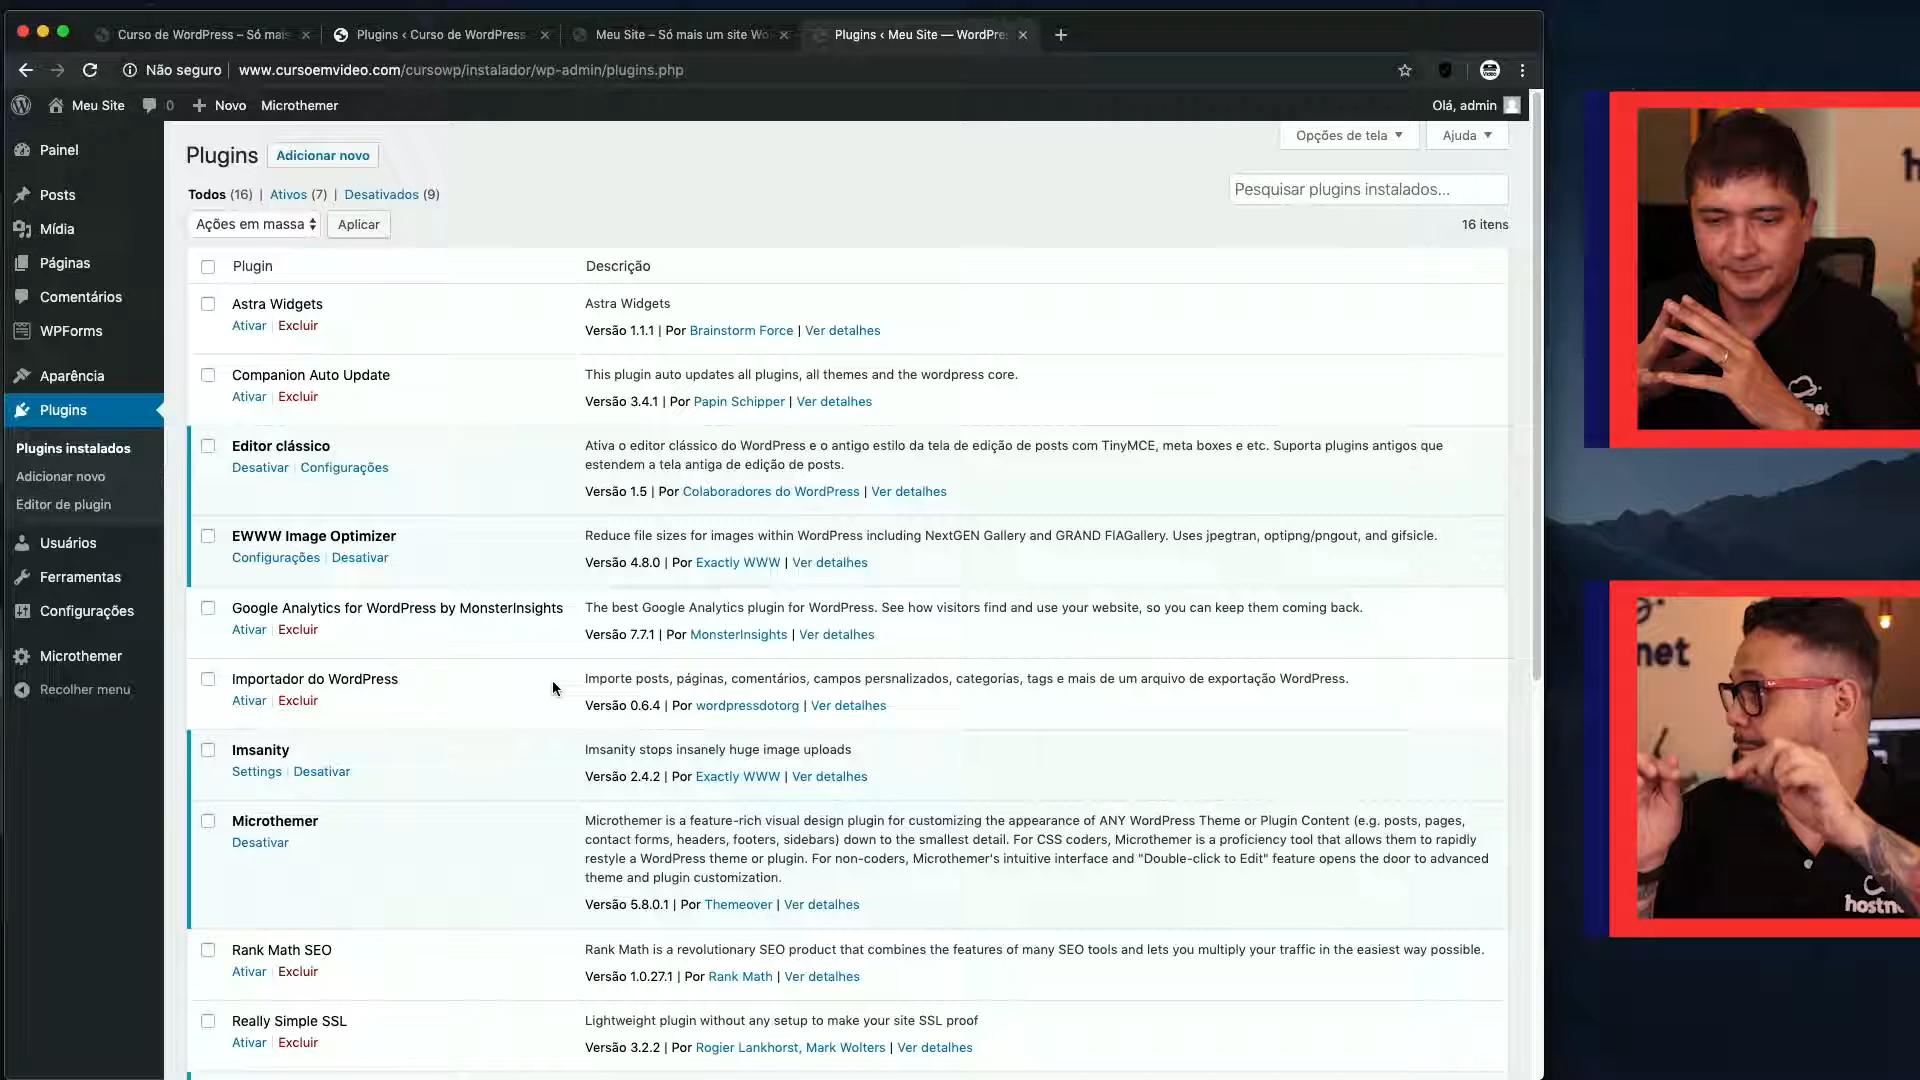 Curso de WordPress – Só mais
Plugins ‹ Curso de WordPress
Meu Site – Só mais um site Wo
Plugins ‹ Meu Site — WordPre
Não seguro
www.cursoemvideo.com/cursowp/instalador/wp-admin/plugins.php
Meu Site
0
Novo
Microthemer
Olá, admin
Painel
Posts
Mídia
Páginas
Comentários
WPForms
Aparência
Plugins
Plugins instalados
Adicionar novo
Editor de plugin
Usuários
Ferramentas
Configurações
Microthemer
Recolher menu
Opções de tela
Ajuda
Plugins
Adicionar novo
Todos (16) | Ativos (7) | Desativados (9)
Pesquisar plugins instalados...
Ações em massa
Aplicar
16 itens
Plugin
Descrição
Astra Widgets
Ativar | Excluir
Astra Widgets
Versão 1.1.1 | Por Brainstorm Force | Ver detalhes
Companion Auto Update
Ativar | Excluir
This plugin auto updates all plugins, all themes and the wordpress core.
Versão 3.4.1 | Por Papin Schipper | Ver detalhes
Editor clássico
Desativar | Configurações
Ativa o editor clássico do WordPress e o antigo estilo da tela de edição de posts com TinyMCE, meta boxes e etc. Suporta plugins antigos que
estendem a tela antiga de edição de posts.
Versão 1.5 | Por Colaboradores do WordPress | Ver detalhes
EWWW Image Optimizer
Configurações | Desativar
Reduce file sizes for images within WordPress including NextGEN Gallery and GRAND FlAGallery. Uses jpegtran, optipng/pngout, and gifsicle.
Versão 4.8.0 | Por Exactly WWW | Ver detalhes
Google Analytics for WordPress by MonsterInsights
Ativar | Excluir
The best Google Analytics plugin for WordPress. See how visitors find and use your website, so you can keep them coming back.
Versão 7.7.1 | Por MonsterInsights | Ver detalhes
Importador do WordPress
Ativar | Excluir
Importe posts, páginas, comentários, campos persnalizados, categorias, tags e mais de um arquivo de exportação WordPress.
Versão 0.6.4 | Por wordpressdotorg | Ver detalhes
Imsanity
Settings | Desativar
Imsanity stops insanely huge image uploads
Versão 2.4.2 | Por Exactly WWW | Ver detalhes
Microthemer
Desativar
Microthemer is a feature-rich visual design plugin for customizing the appearance of ANY WordPress Theme or Plugin Content (e.g. posts, pages,
contact forms, headers, footers, sidebars) down to the smallest detail. For CSS coders, Microthemer is a proficiency tool that allows them to rapidly
restyle a WordPress theme or plugin. For non-coders, Microthemer's intuitive interface and "Double-click to Edit" feature opens the door to advanced
theme and plugin customization.
Versão 5.8.0.1 | Por Themeover | Ver detalhes
Rank Math SEO
Ativar | Excluir
Rank Math is a revolutionary SEO product that combines the features of many SEO tools and lets you multiply your traffic in the easiest way possible.
Versão 1.0.27.1 | Por Rank Math | Ver detalhes
Really Simple SSL
Ativar | Excluir
Lightweight plugin without any setup to make your site SSL proof
Versão 3.2.2 | Por Rogier Lankhorst, Mark Wolters | Ver detalhes
net
hostn